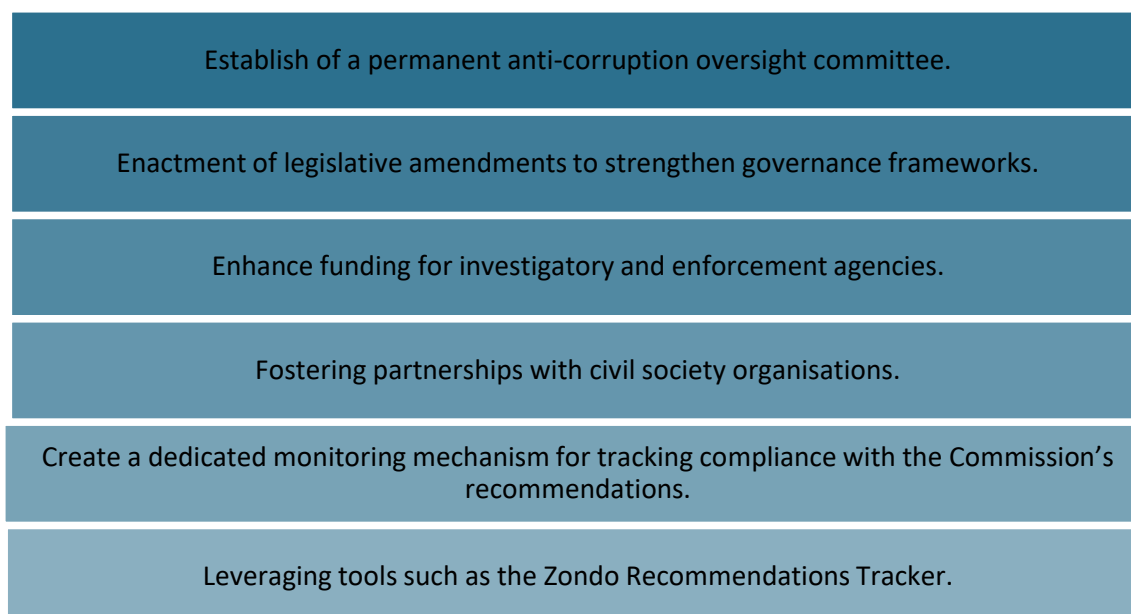 Establish of a permanent anti-corruption oversight committee.
Enactment of legislative amendments to strengthen governance frameworks.
Enhance funding for investigatory and enforcement agencies.
Fostering partnerships with civil society organisations.
Create a dedicated monitoring mechanism for tracking compliance with the Commission’s
recommendations.
Leveraging tools such as the Zondo Recommendations Tracker.